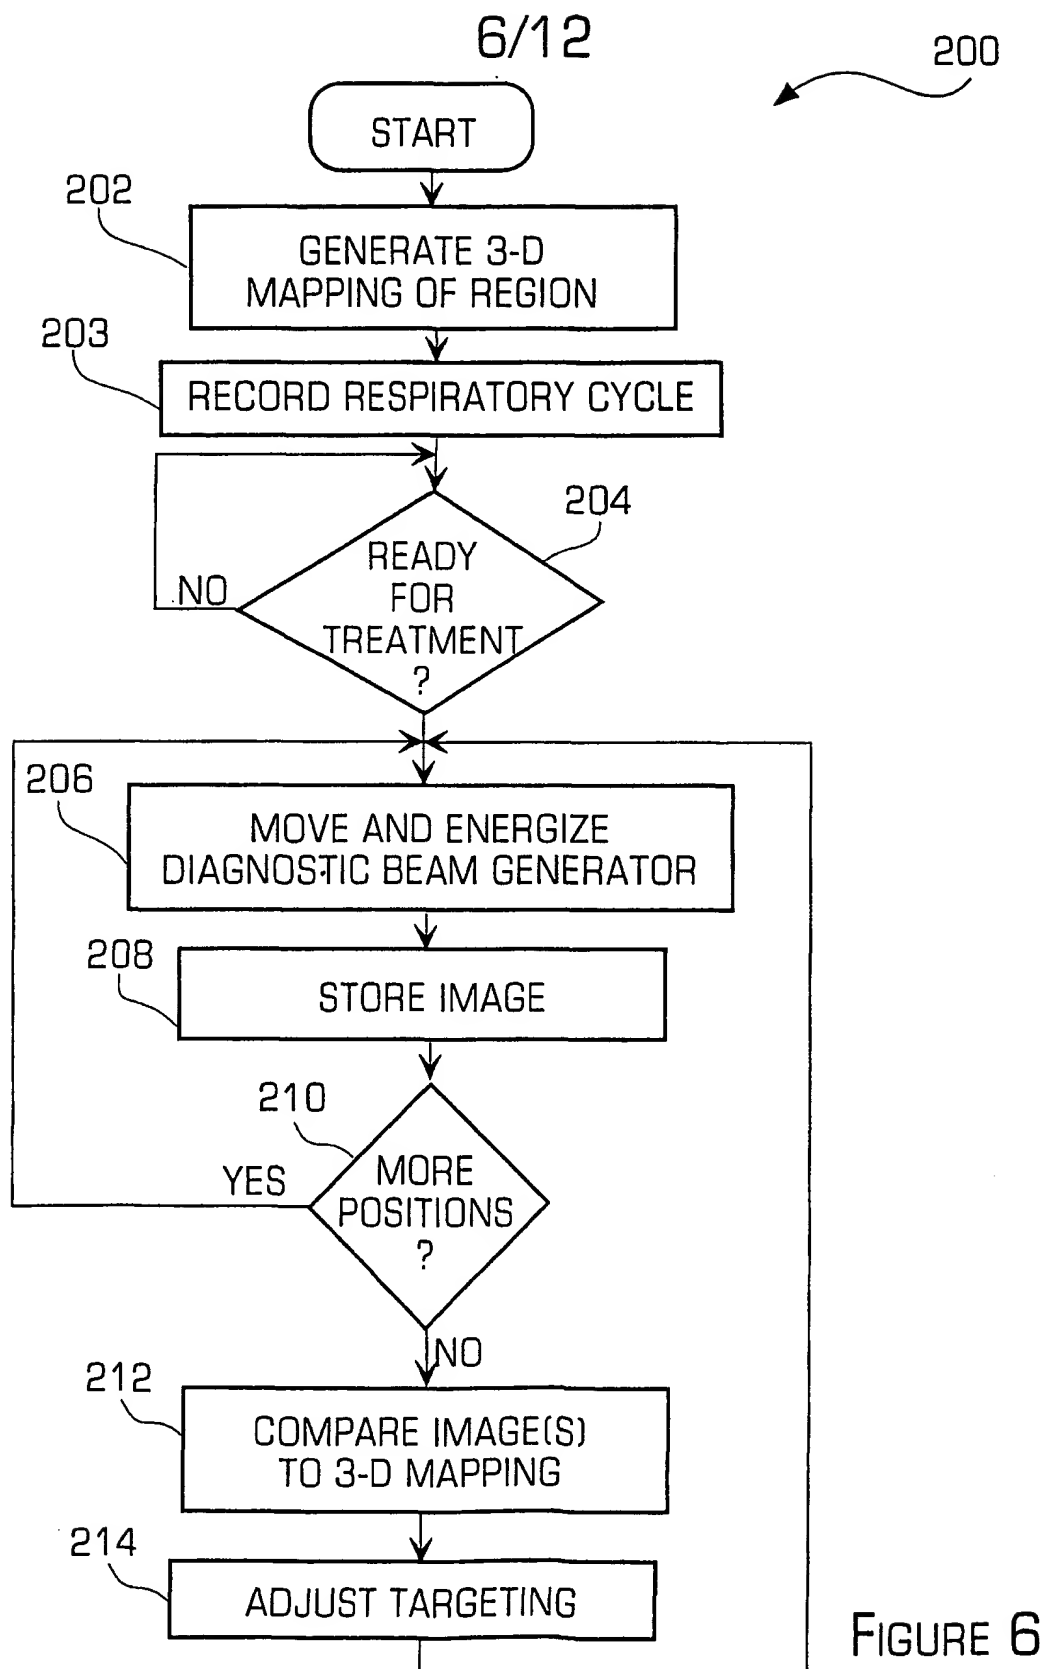 6/12
200
START
202
GENERATE 3-D
MAPPING OF REGION
203
RECORD RESPIRATORY CYCLE
204
READY
FOR
TREATMENT
?
NO
206
MOVE AND ENERGIZE
DIAGNOSTIC BEAM GENERATOR
208
STORE IMAGE
210
MORE
POSITIONS
?
YES
NO
212
COMPARE IMAGE(S)
TO 3-D MAPPING
214
ADJUST TARGETING
FIGURE 6